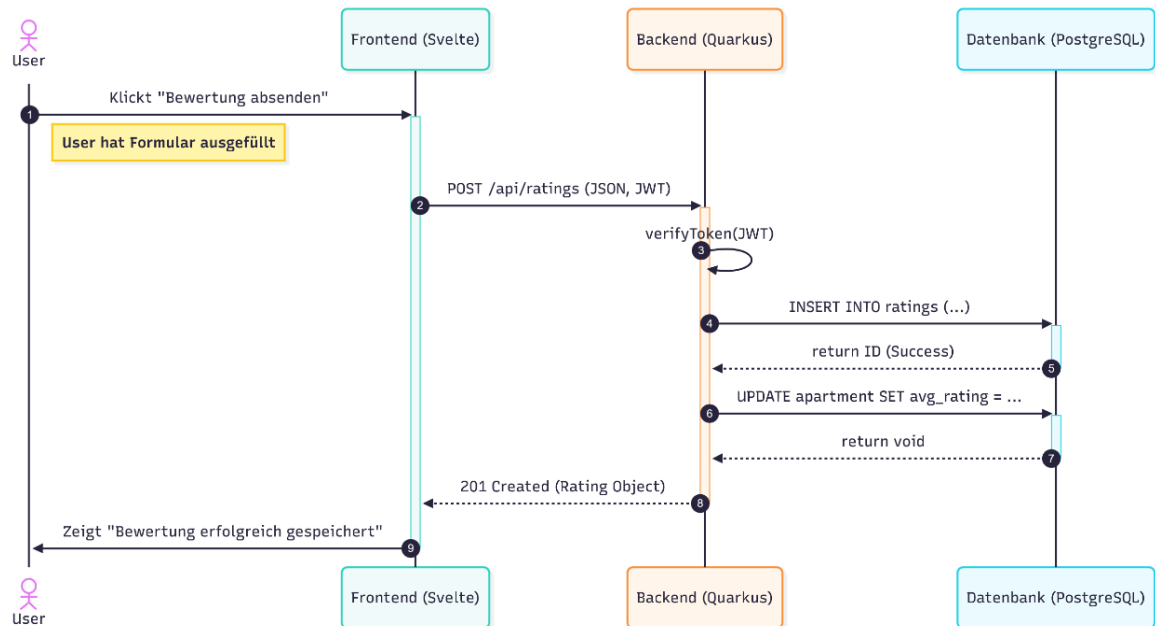 User
Frontend (Svelte)
Backend (Quarkus)
Datenbank (PostgreSQL)
Klickt "Bewertung absenden"
1
User hat Formular ausgefüllt
POST /api/ratings (JSON, JWT)
2
verifyToken(JWT)
3
INSERT INTO ratings (...)
4
return ID (Success)
5
UPDATE apartment SET avg_rating = ...
6
return void
7
201 Created (Rating Object)
8
Zeigt "Bewertung erfolgreich gespeichert"
9
User
Frontend (Svelte)
Backend (Quarkus)
Datenbank (PostgreSQL)